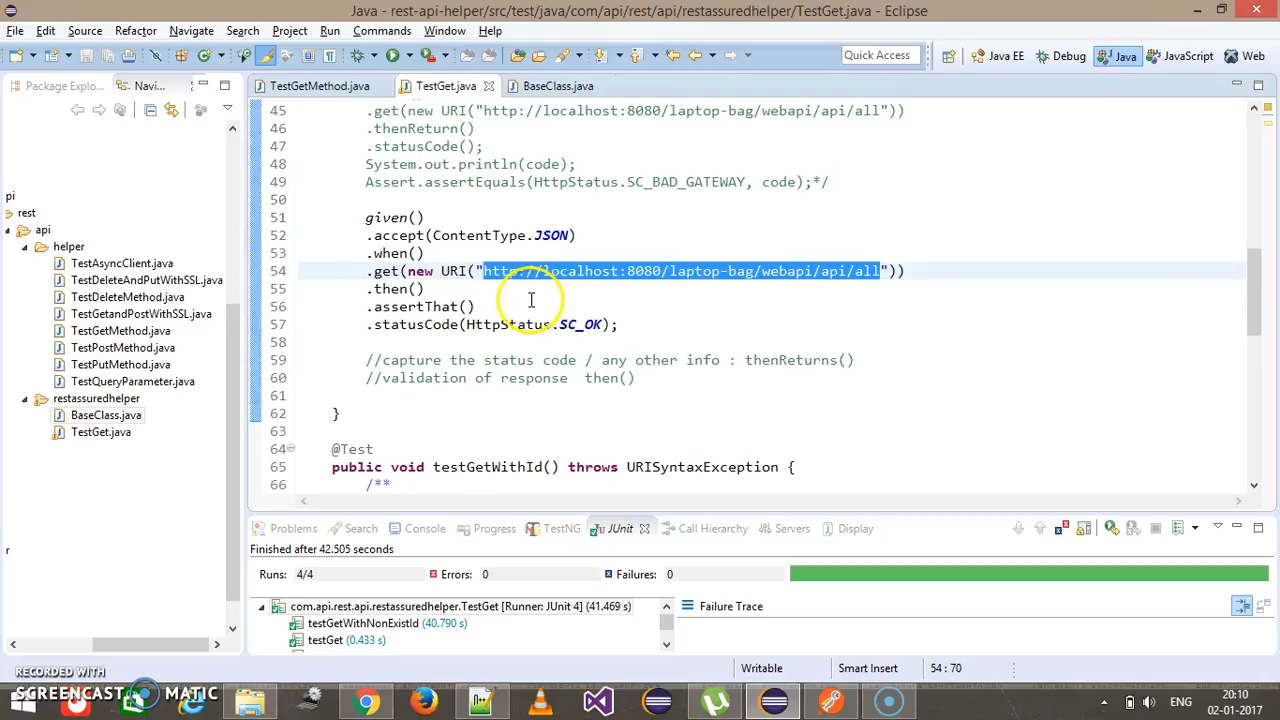 Java - rest-api-helper/src/test/java/com/api/rest/api/restassuredhelper/TestGet.java - Eclipse
File Edit Source Refactor Navigate Search Project Run Commands Window Help
Quick Access
Java EE
Debug
Java
JavaScript
Web
Package Explo...
Navi...
TestGetMethod.java
TestGet.java
BaseClass.java
pi
rest
api
helper
TestAsyncClient.java
TestDeleteAndPutWithSSL.java
TestDeleteMethod.java
TestGetandPostWithSSL.java
TestGetMethod.java
TestPostMethod.java
TestPutMethod.java
TestQueryParameter.java
restassuredhelper
BaseClass.java
TestGet.java
r
45 .get(new URI("http://localhost:8080/laptop-bag/webapi/api/all"))
46 .thenReturn()
47 .statusCode();
48 System.out.println(code);
49 Assert.assertEquals(HttpStatus.SC_BAD_GATEWAY, code);*/
50
51 given()
52 .accept(ContentType.JSON)
53 .when()
54 .get(new URI("http://localhost:8080/laptop-bag/webapi/api/all"))
55 .then()
56 .assertThat()
57 .statusCode(HttpStatus.SC_OK);
58
59 //capture the status code / any other info : thenReturns()
60 //validation of response then()
61
62 }
63
64 @Test
65 public void testGetWithId() throws URISyntaxException {
66 /**
Problems
Search
Console
Progress
TestNG
JUnit
Call Hierarchy
Servers
Display
Finished after 42.505 seconds
Runs: 4/4
Errors: 0
Failures: 0
com.api.rest.api.restassuredhelper.TestGet [Runner: JUnit 4] (41.469 s)
testGetWithNonExistId (40.790 s)
testGet (0.433 s)
Failure Trace
Writable
Smart Insert
54 : 70
RECORDED WITH
SCREENCAST MATIC
ENG
20:10
02-01-2017